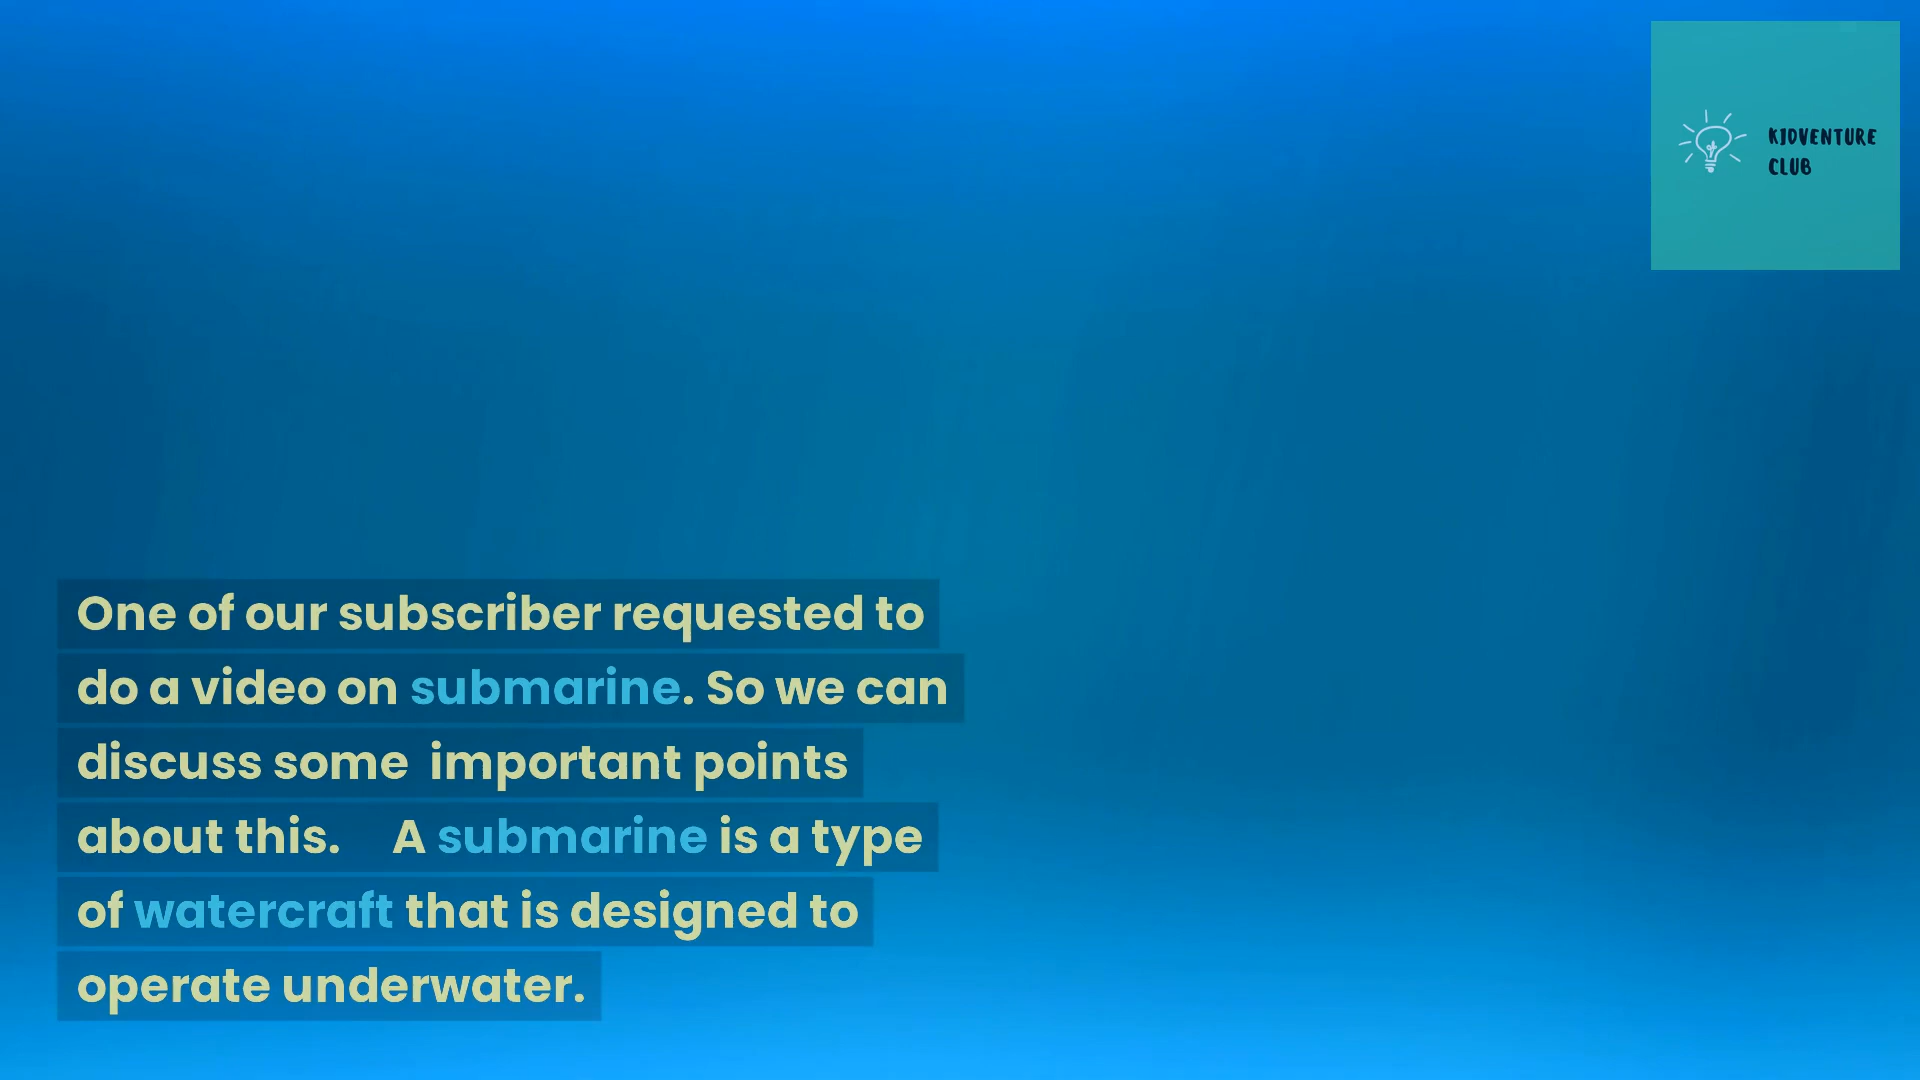 KIDVENTURE
CLUB
One of our subscriber requested to
do a video on submarine. So we can
discuss some  important points
about this.    A submarine is a type
of watercraft that is designed to
operate underwater.